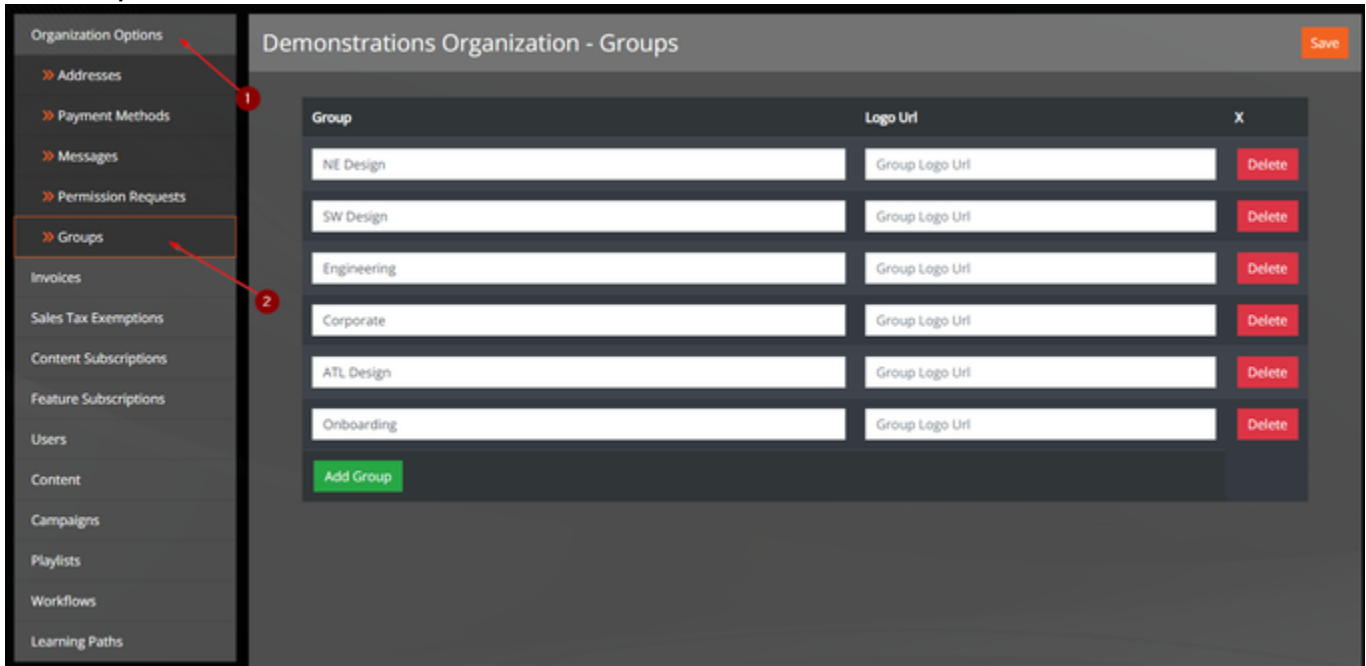 Organization Options
» Addresses
» Payment Methods
» Messages
» Permission Requests
» Groups
Invoices
Sales Tax Exemptions
Content Subscriptions
Feature Subscriptions
Users
Content
Campaigns
Playlists
Workflows
Learning Paths
1
2
Demonstrations Organization - Groups
Save
Group Logo Url X
NE Design Group Logo Url Delete
SW Design Group Logo Url Delete
Engineering Group Logo Url Delete
Corporate Group Logo Url Delete
ATL Design Group Logo Url Delete
Onboarding Group Logo Url Delete
Add Group